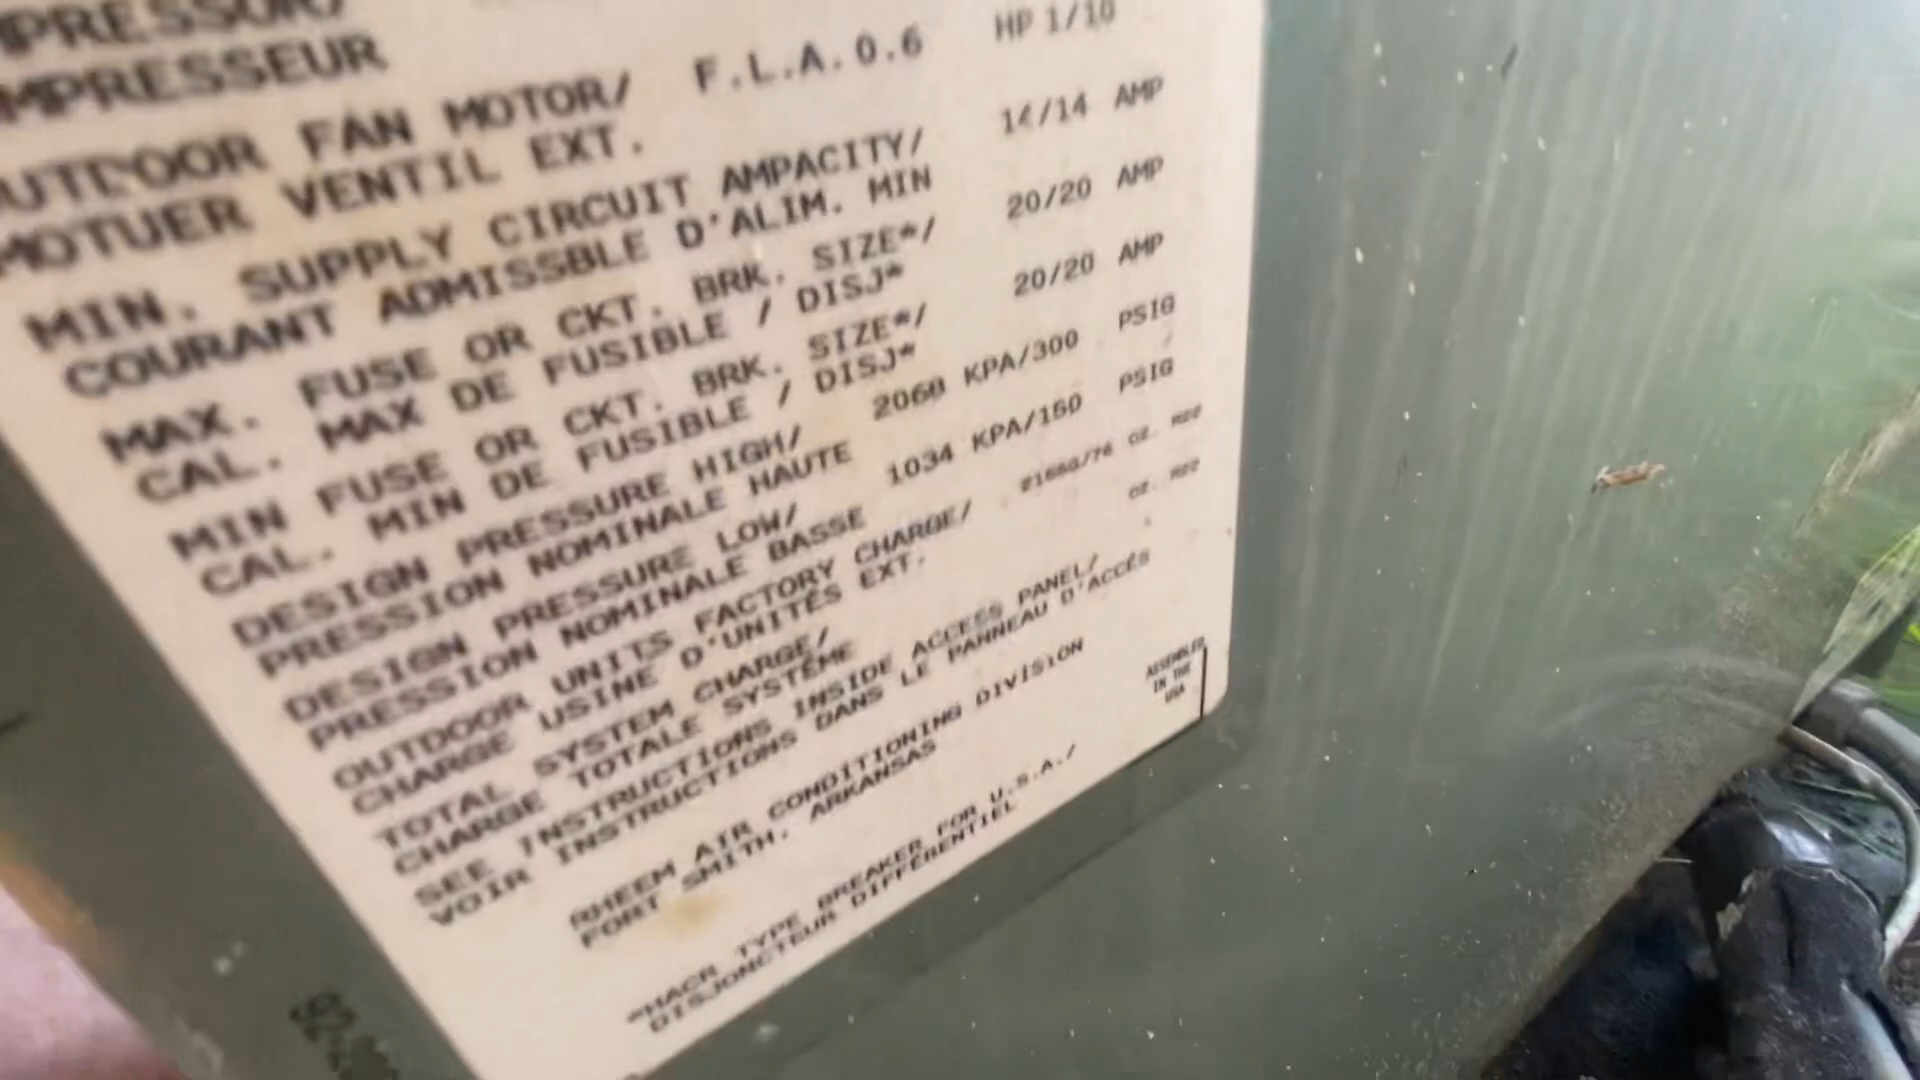 MPRESSEUR
OUTDOOR FAN MOTOR/ F.L.A.0.6 HP 1/10
MOTUER VENTIL EXT.
MIN. SUPPLY CIRCUIT AMPACITY/ 14/14 AMP
COURANT ADMISSBLE D'ALIM. MIN
MAX. FUSE OR CKT. BRK. SIZE*/ 20/20 AMP
CAL. MAX DE FUSIBLE / DISJ*
MIN FUSE OR CKT. BRK. SIZE*/ 20/20 AMP
CAL. MIN DE FUSIBLE / DISJ*
DESIGN PRESSURE HIGH/ 2068 KPA/300 PSIG
PRESSION NOMINALE HAUTE
DESIGN PRESSURE LOW/ 1034 KPA/150 PSIG
PRESSION NOMINALE BASSE
OUTDOOR UNITS FACTORY CHARGE/ OZ.
CHARGE USINE D'UNITÉS EXT.
TOTAL SYSTEM CHARGE/ OZ.
CHARGE TOTALE SYSTÈME
SEE INSTRUCTIONS INSIDE ACCESS PANEL/
VOIR INSTRUCTIONS DANS LE PANNEAU D'ACCÈS
RHEEM AIR CONDITIONING DIVISION
FORT SMITH, ARKANSAS
ASSEMBLED
IN THE
USA
*HACR TYPE BREAKER FOR U.S.A./
DISJONCTEUR DIFFÉRENTIEL